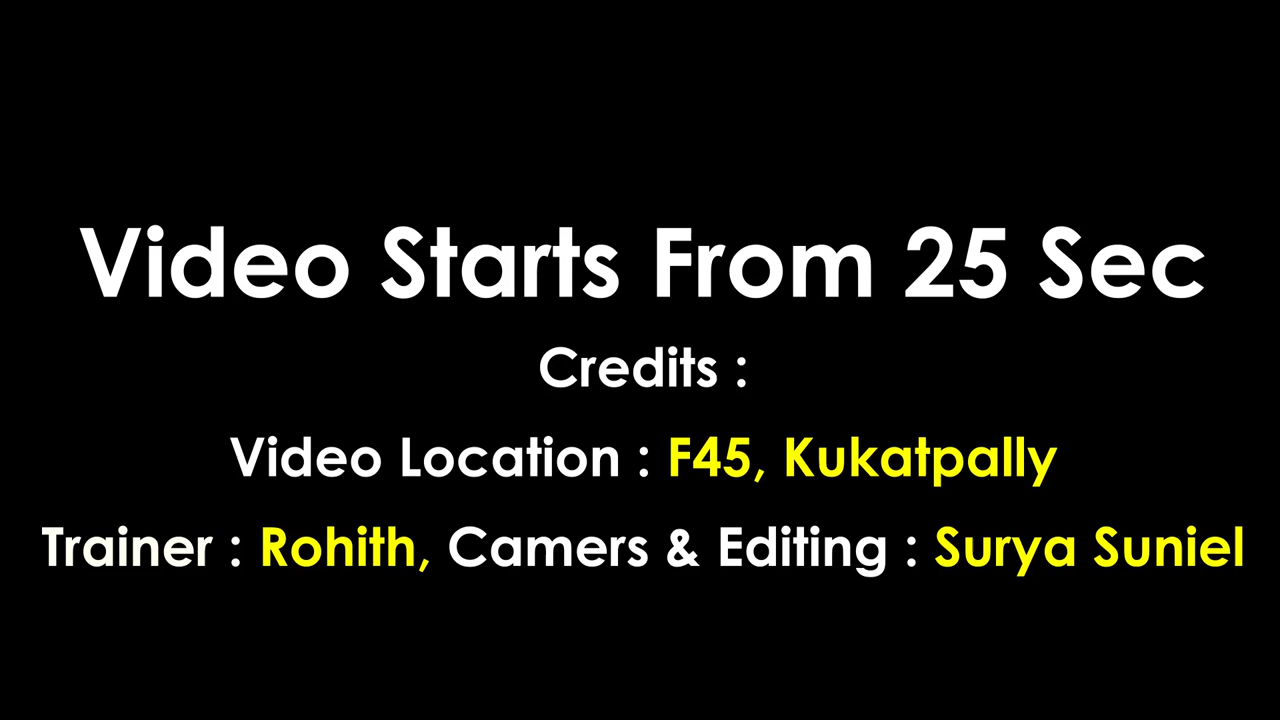 Video Starts From 25 Sec
Credits :
Video Location : F45, Kukatpally
Trainer : Rohith, Camers & Editing : Surya Suniel